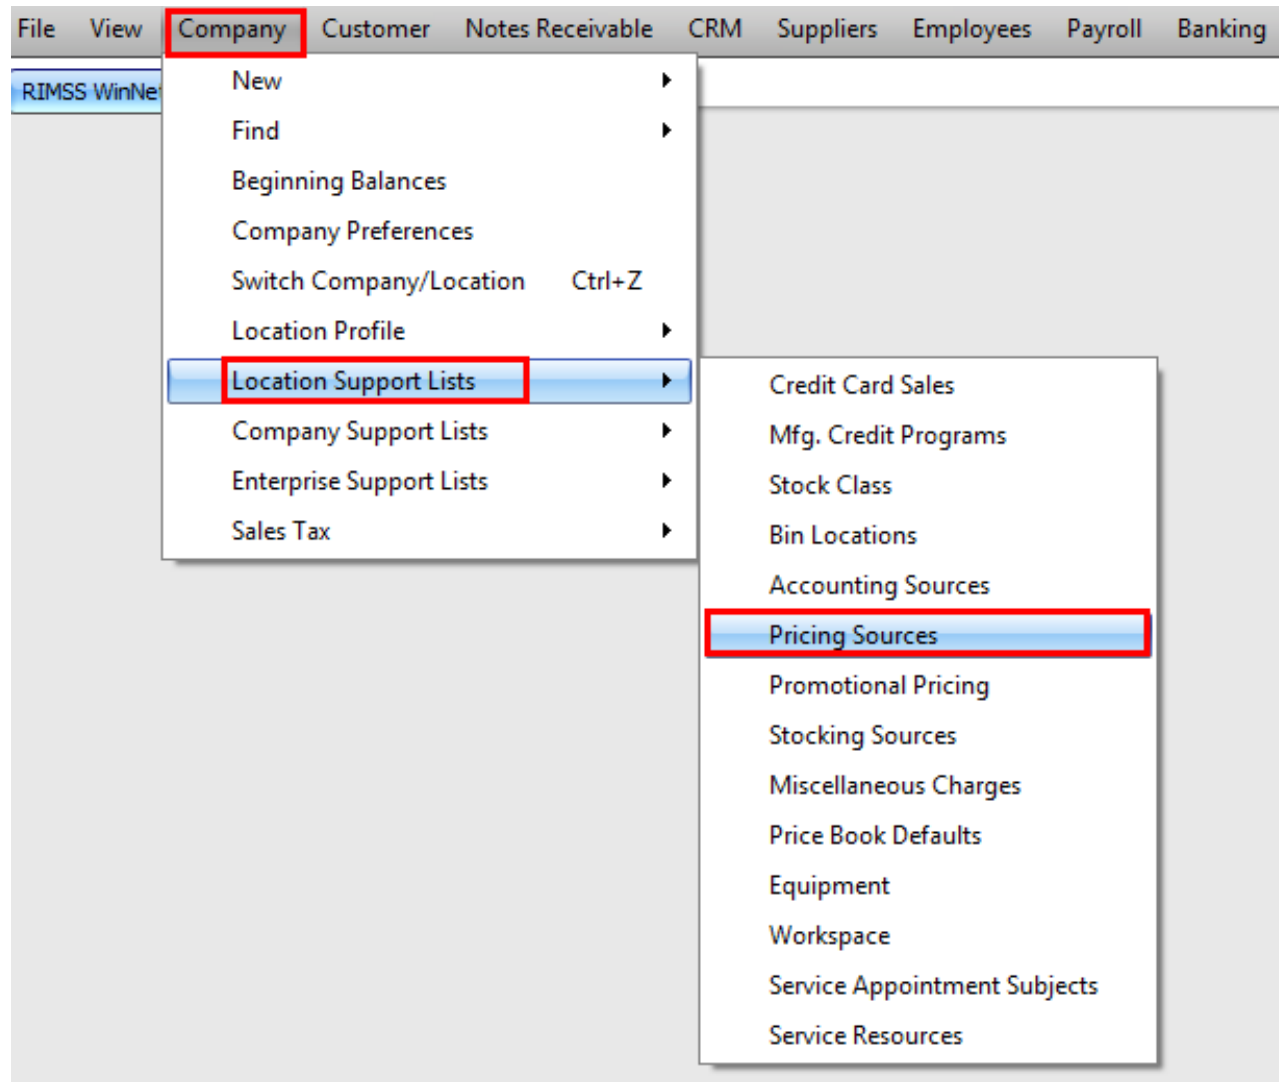 File View Company Customer Notes Receivable CRM Suppliers Employees Payroll Banking
RIMSS WinNe
New
Find
Beginning Balances
Company Preferences
Switch Company/Location Ctrl+Z
Location Profile
Location Support Lists
Company Support Lists
Enterprise Support Lists
Sales Tax
Credit Card Sales
Mfg. Credit Programs
Stock Class
Bin Locations
Accounting Sources
Pricing Sources
Promotional Pricing
Stocking Sources
Miscellaneous Charges
Price Book Defaults
Equipment
Workspace
Service Appointment Subjects
Service Resources